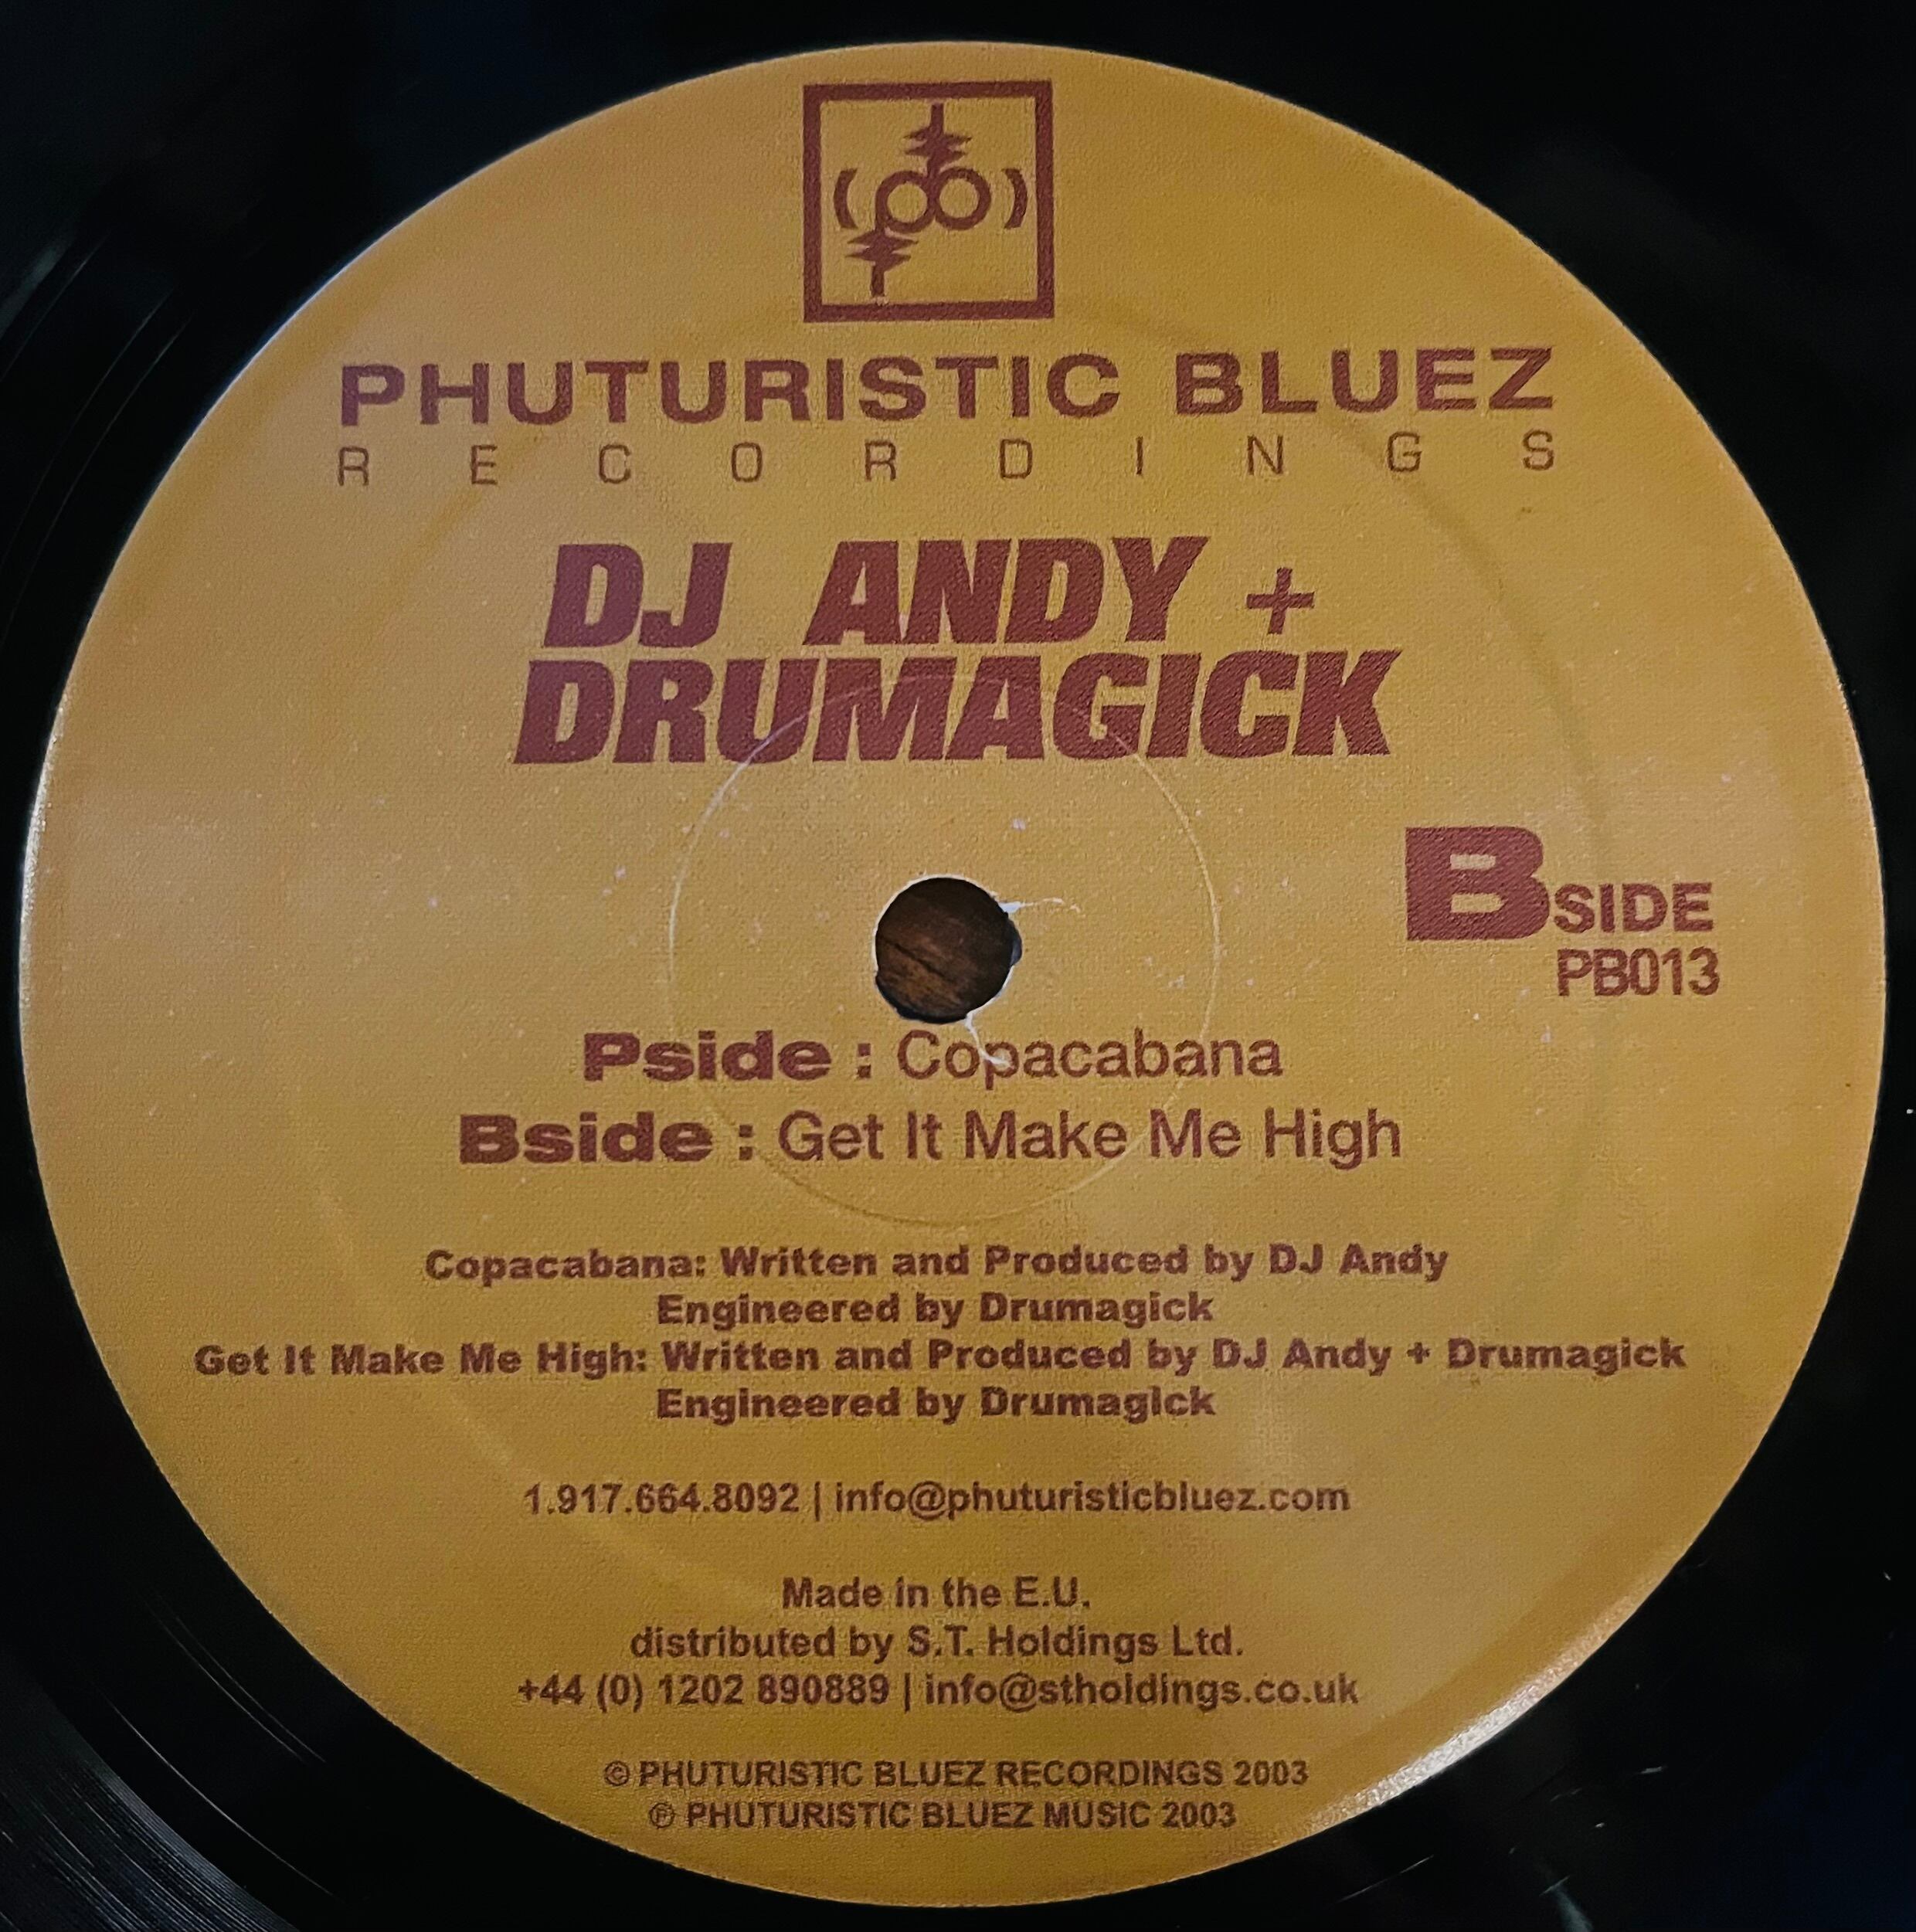 PHUTURISTIC BLUEZ
RECORDINGS
DJ ANDY +
DRUMAGICK
BSIDE
PB013
Pside : Copacabana
Bside : Get It Make Me High
Copacabana: Written and Produced by DJ Andy
Engineered by Drumagick
Get It Make Me High: Written and Produced by DJ Andy + Drumagick
Engineered by Drumagick
1.917.664.8092 | info@phuturisticbluez.com
Made in the E.U.
distributed by S.T. Holdings Ltd.
+44 (0) 1202 890889 | info@stholdings.co.uk
© PHUTURISTIC BLUEZ RECORDINGS 2003
℗ PHUTURISTIC BLUEZ MUSIC 2003